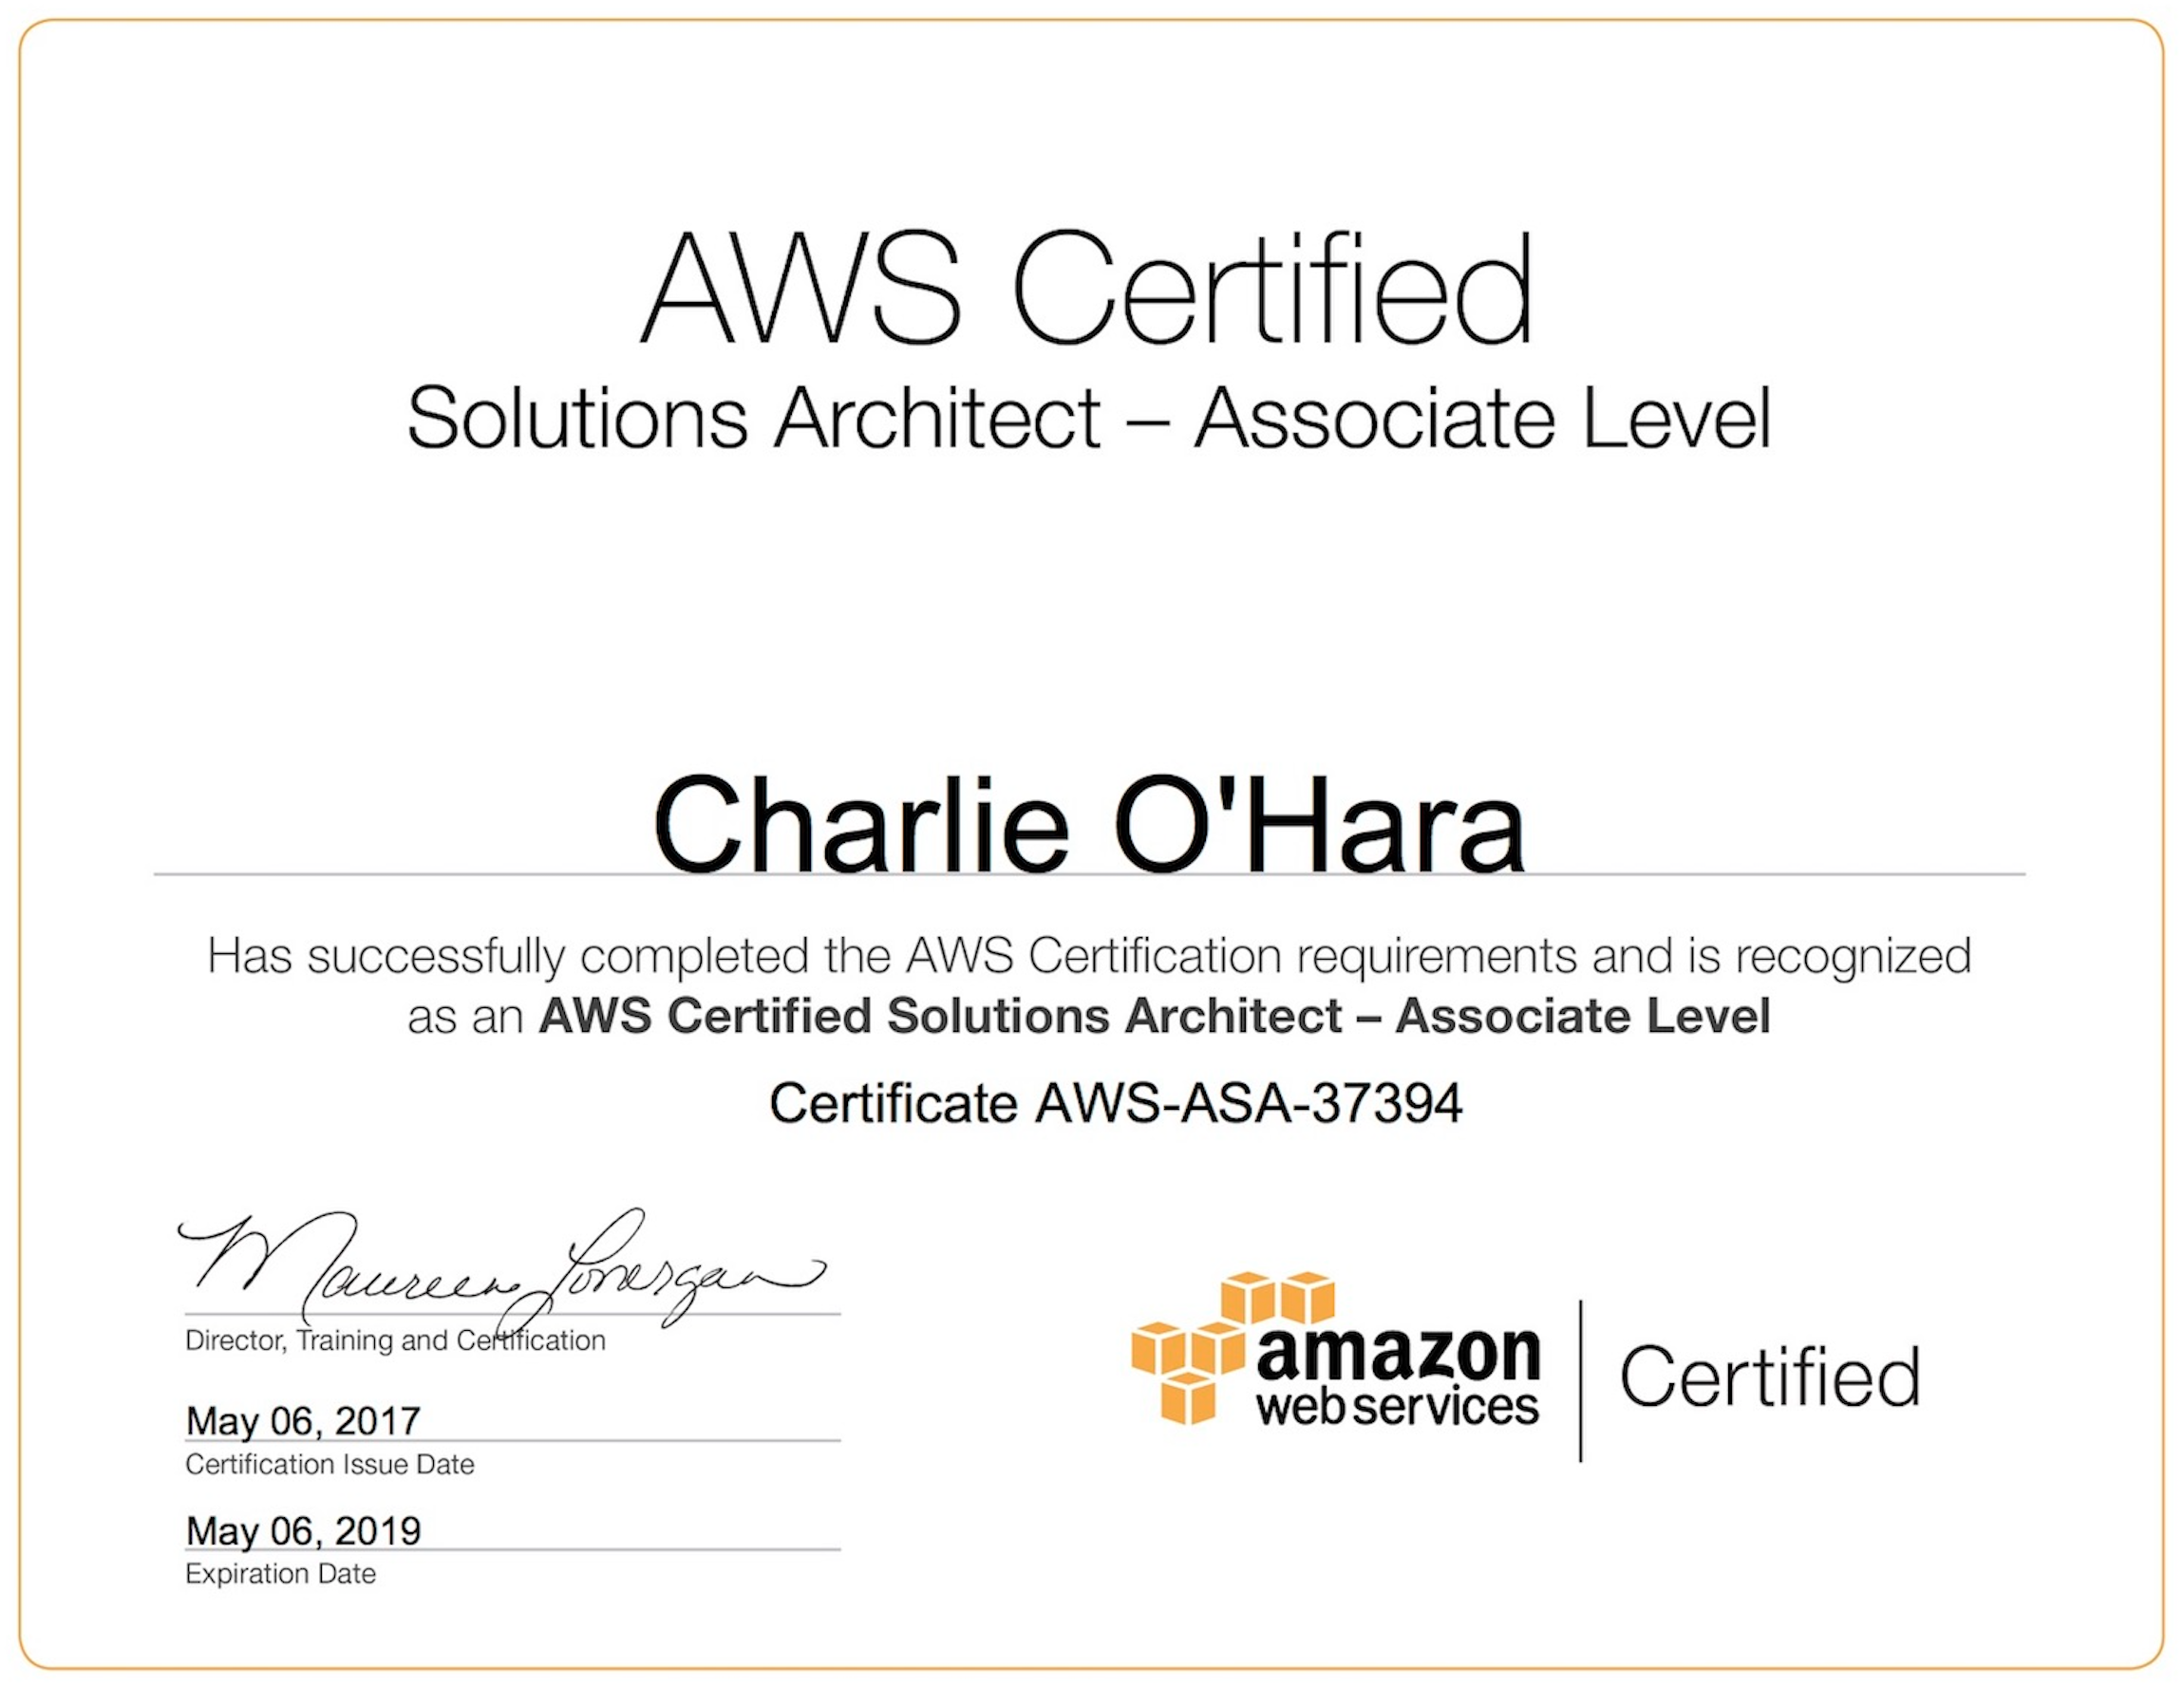 AWS Certified
Solutions Architect – Associate Level
Charlie O'Hara
Has successfully completed the AWS Certification requirements and is recognized
as an AWS Certified Solutions Architect – Associate Level
Certificate AWS-ASA-37394
Maureen Lonergan
Director, Training and Certification
May 06, 2017
Certification Issue Date
May 06, 2019
Expiration Date
amazon
webservices
Certified